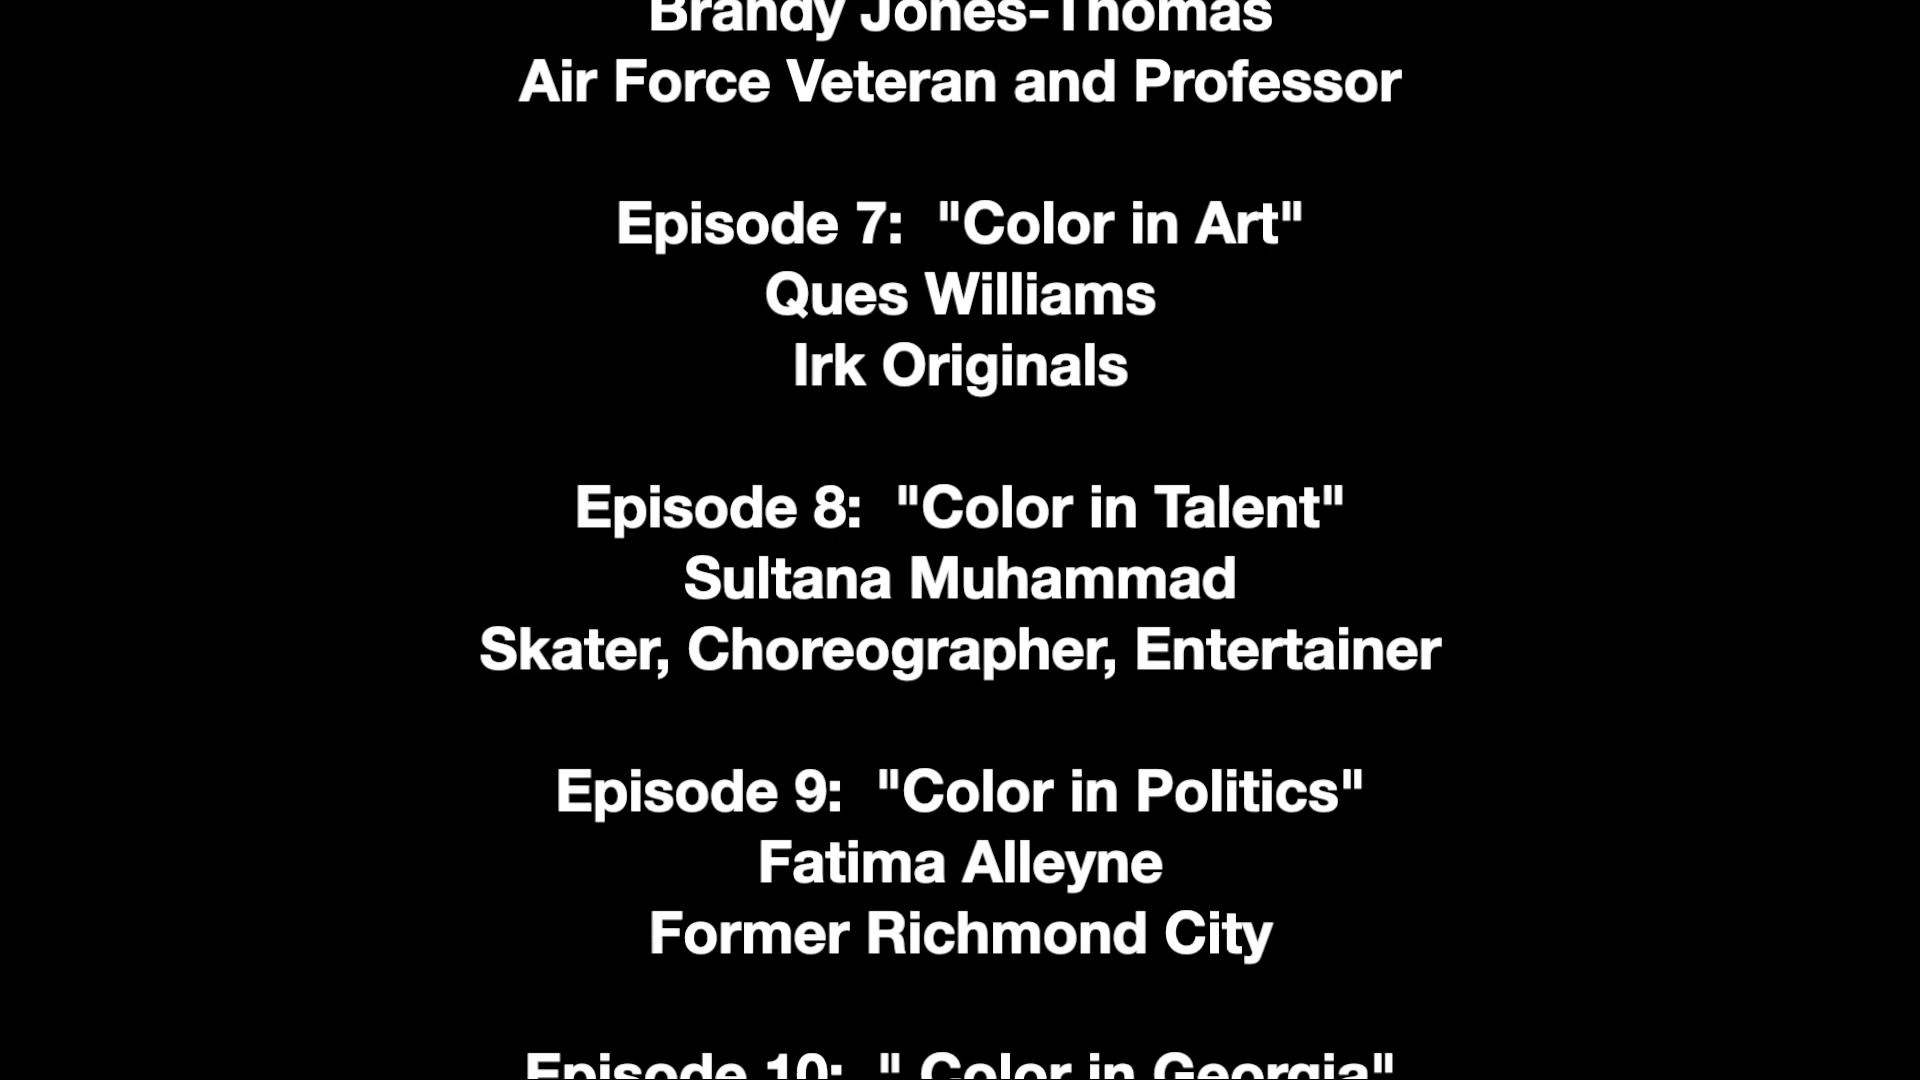 Brandy Jones-Thomas
Air Force Veteran and Professor
Episode 7:  "Color in Art"
Ques Williams
Irk Originals
Episode 8:  "Color in Talent"
Sultana Muhammad
Skater, Choreographer, Entertainer
Episode 9:  "Color in Politics"
Fatima Alleyne
Former Richmond City
Episode 10:  " Color in Georgia"